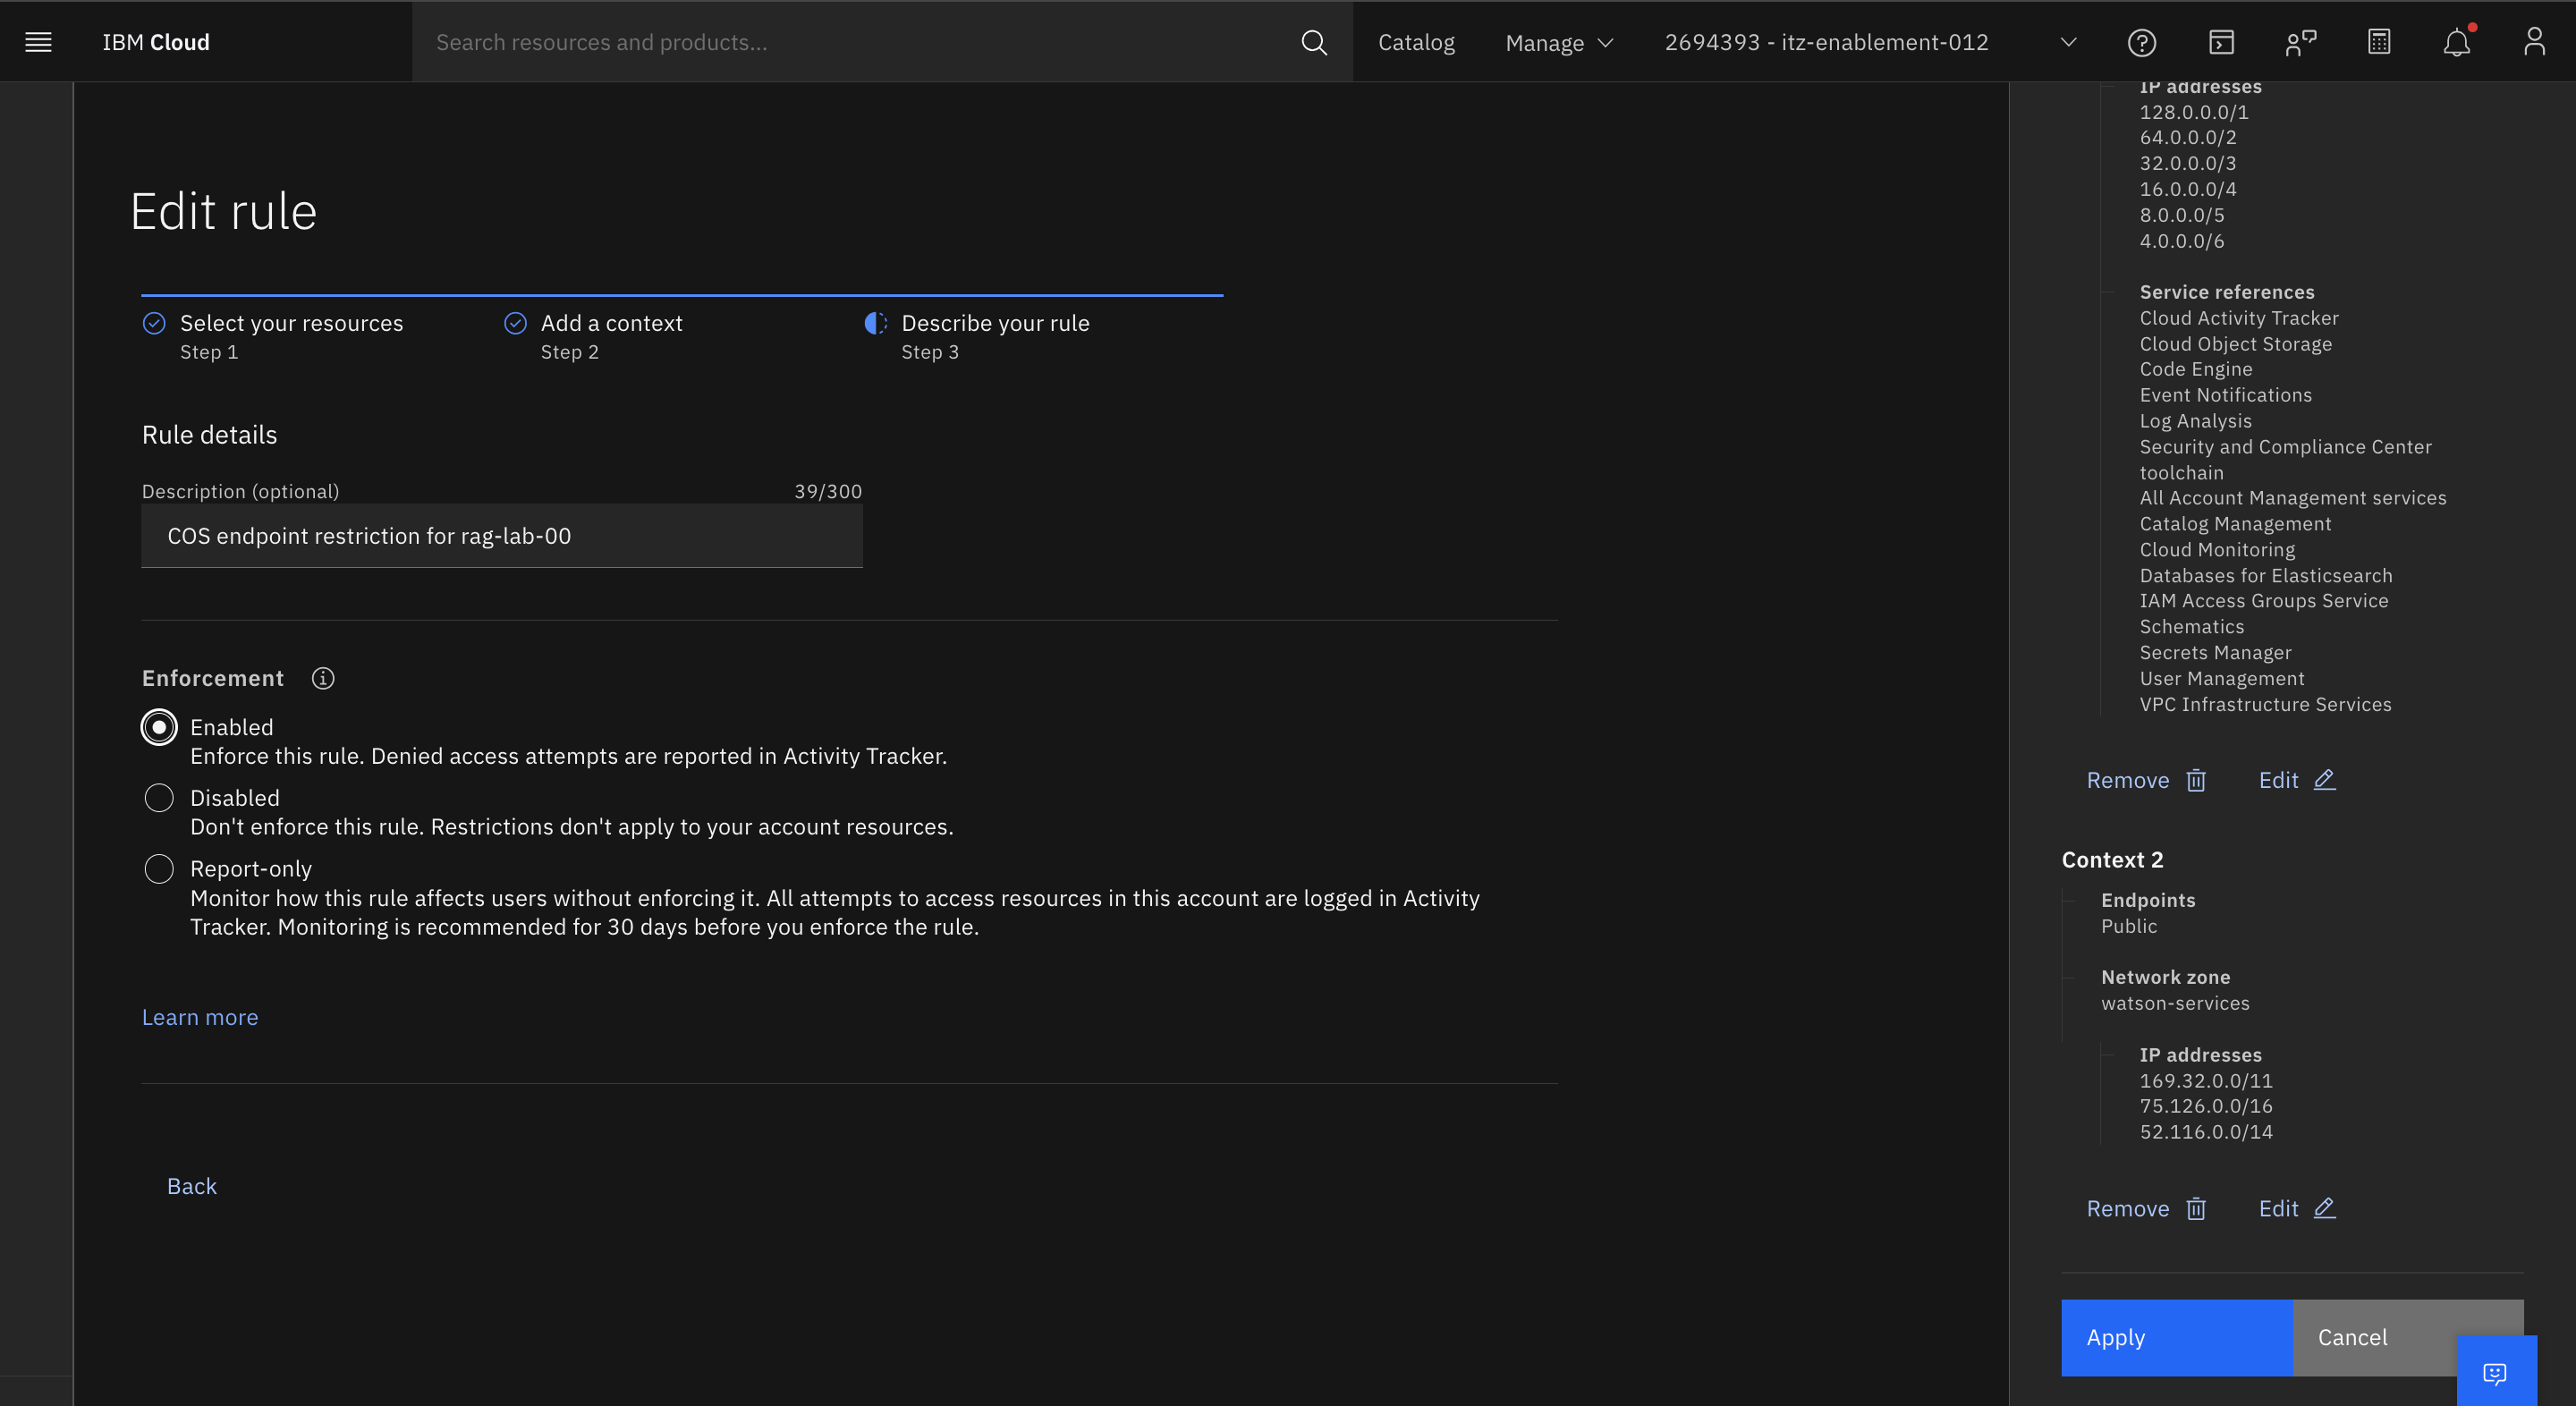 IBM Cloud
Search resources and products...
Catalog
Manage
2694393 - itz-enablement-012
Edit rule
Select your resources
Step 1
Add a context
Step 2
Describe your rule
Step 3
Rule details
Description (optional)
39/300
COS endpoint restriction for rag-lab-00
Enforcement
Enabled
Enforce this rule. Denied access attempts are reported in Activity Tracker.
Disabled
Don't enforce this rule. Restrictions don't apply to your account resources.
Report-only
Monitor how this rule affects users without enforcing it. All attempts to access resources in this account are logged in Activity
Tracker. Monitoring is recommended for 30 days before you enforce the rule.
Learn more
Back
IP addresses
128.0.0.0/1
64.0.0.0/2
32.0.0.0/3
16.0.0.0/4
8.0.0.0/5
4.0.0.0/6
Service references
Cloud Activity Tracker
Cloud Object Storage
Code Engine
Event Notifications
Log Analysis
Security and Compliance Center
toolchain
All Account Management services
Catalog Management
Cloud Monitoring
Databases for Elasticsearch
IAM Access Groups Service
Schematics
Secrets Manager
User Management
VPC Infrastructure Services
Remove
Edit
Context 2
Endpoints
Public
Network zone
watson-services
IP addresses
169.32.0.0/11
75.126.0.0/16
52.116.0.0/14
Remove
Edit
Apply
Cancel